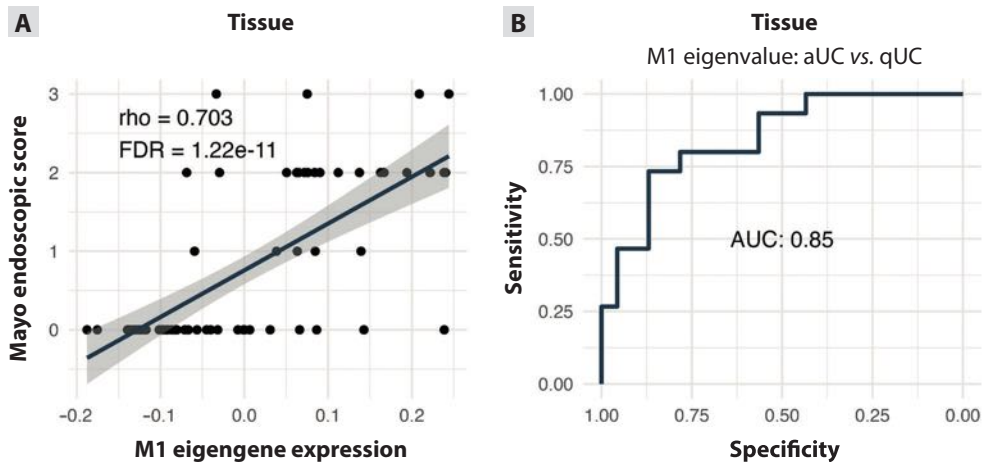 A
Tissue
rho = 0.703
FDR = 1.22e-11
Mayo endoscopic score
3
2
1
0
−0.2
−0.1
0.0
0.1
0.2
M1 eigengene expression
B
Tissue
M1 eigenvalue: aUC vs. qUC
AUC: 0.85
Sensitivity
1.00
0.75
0.50
0.25
0.00
1.00
0.75
0.50
0.25
0.00
Specificity